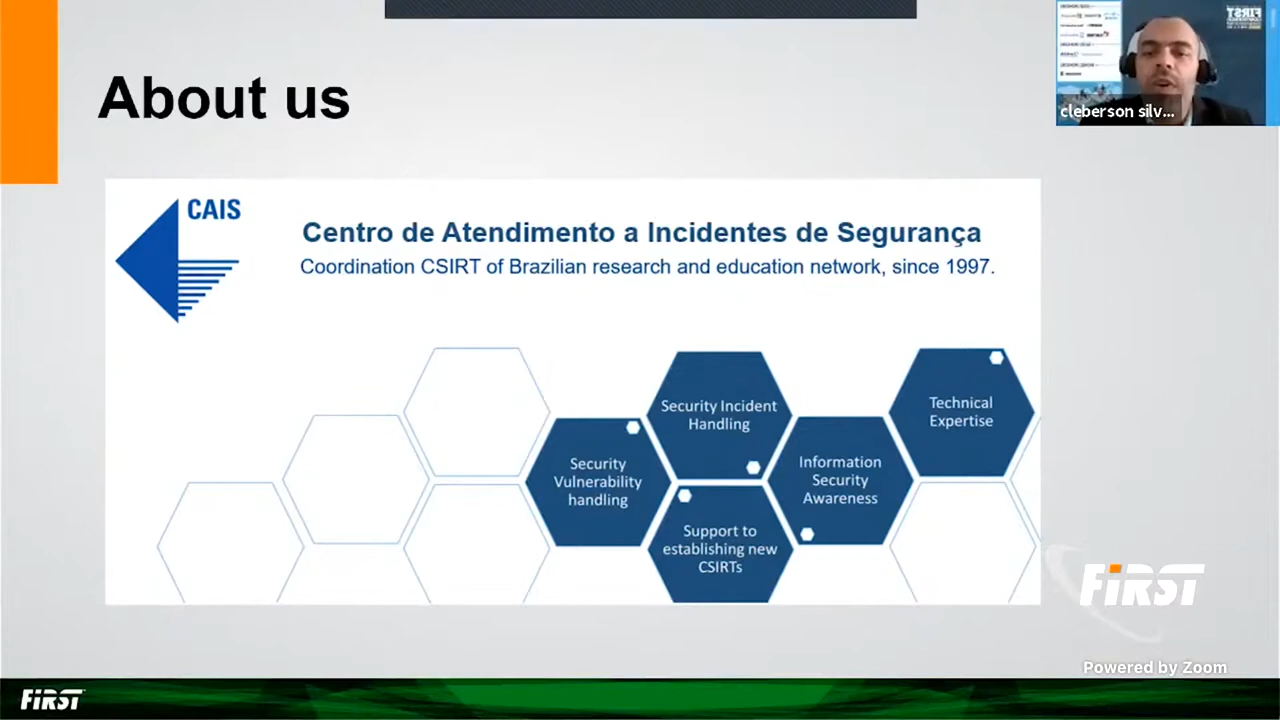 About us
cleberson silv...
CAIS
Centro de Atendimento a Incidentes de Segurança
Coordination CSIRT of Brazilian research and education network, since 1997.
Security Incident
Handling
Technical
Expertise
Security
Vulnerability
handling
Information
Security
Awareness
Support to
establishing new
CSIRTs
FiRST
Powered by Zoom
FiRST